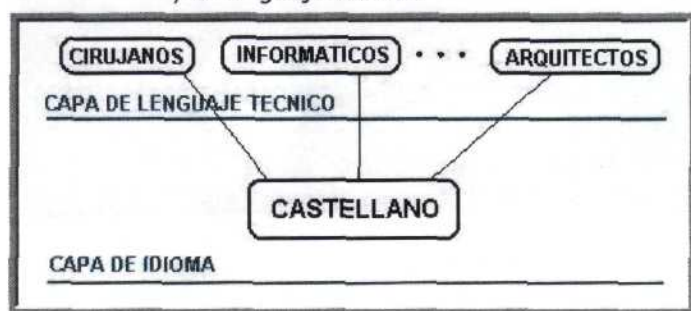 CIRUJANOS INFORMATICOS • • • ARQUITECTOS
CAPA DE LENGUAJE TECNICO
CASTELLANO
CAPA DE IDIOMA